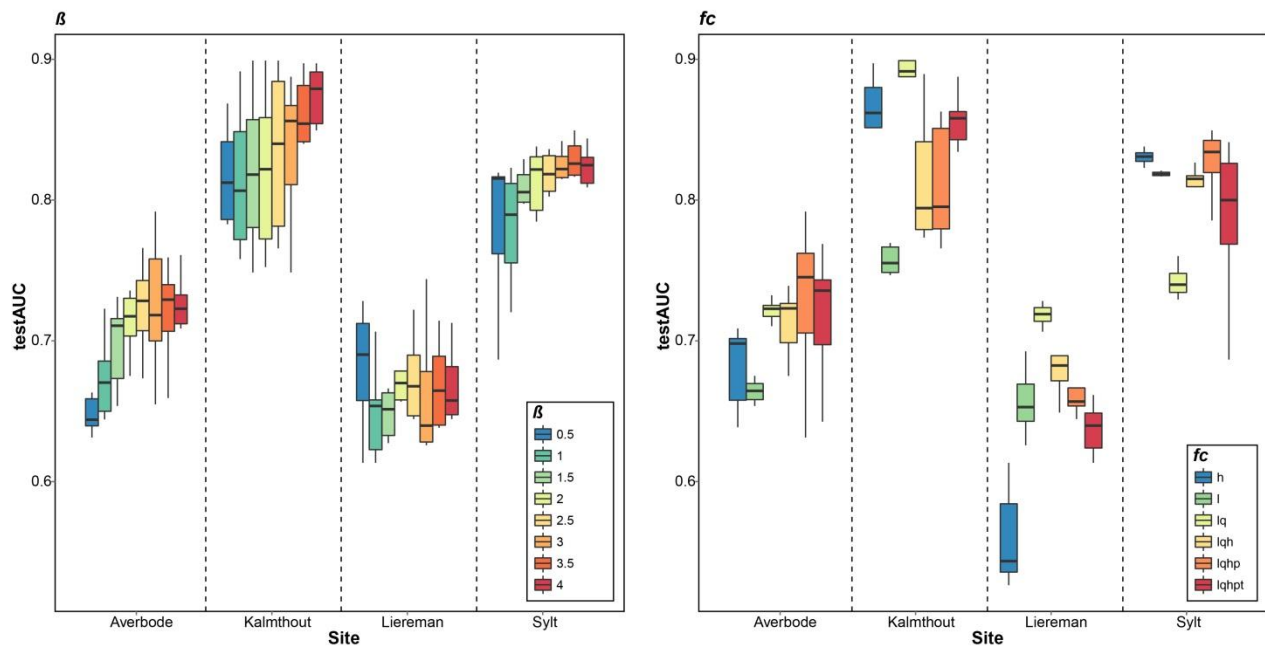 ß
0.9
0.8
0.7
0.6
testAUC
Averbode Kalmthout Liereman Sylt
Site
ß
0.5
1
1.5
2
2.5
3
3.5
4
fc
0.9
0.8
0.7
0.6
testAUC
Averbode Kalmthout Liereman Sylt
Site
fc
h
l
lq
lqh
lqhp
lqhpt